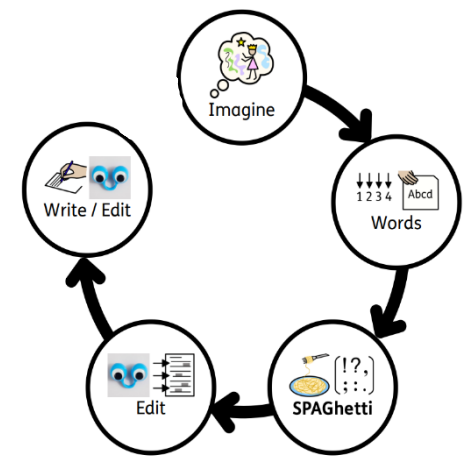 Imagine
1 2 3 4
Abcd
Words
!?,
;:.
SPAGhetti
Edit
Write / Edit